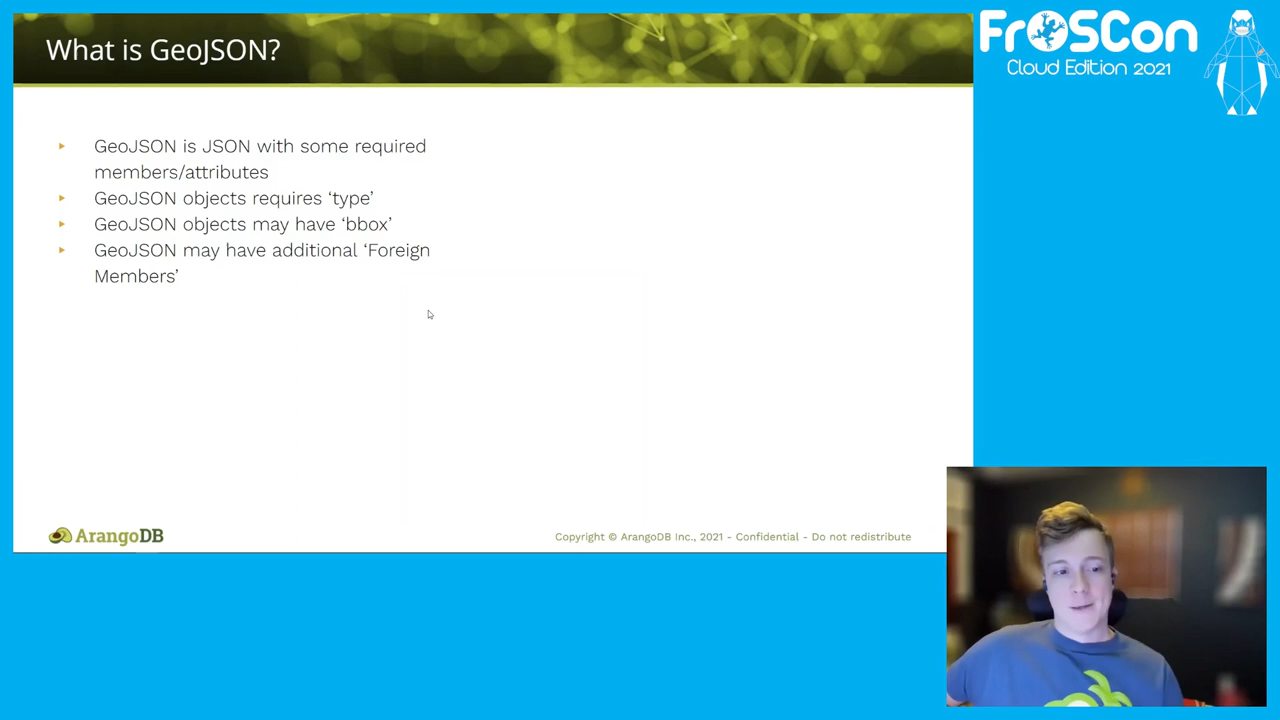 What is GeoJSON?
FrOSCon
Cloud Edition 2021
▸ GeoJSON is JSON with some required
members/attributes
▸ GeoJSON objects requires ‘type’
▸ GeoJSON objects may have ‘bbox’
▸ GeoJSON may have additional ‘Foreign
Members’
ArangoDB
Copyright © ArangoDB Inc., 2021 - Confidential - Do not redistribute